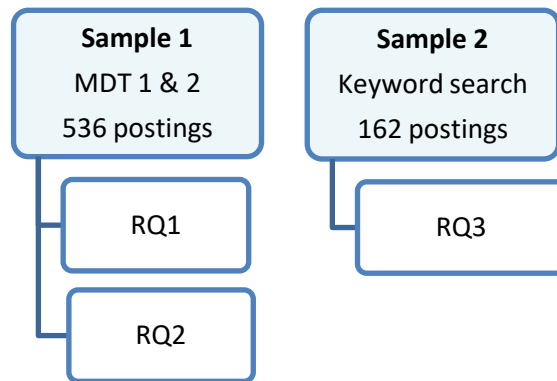 Sample 1
MDT 1 & 2
536 postings
RQ1
RQ2
Sample 2
Keyword search
162 postings
RQ3